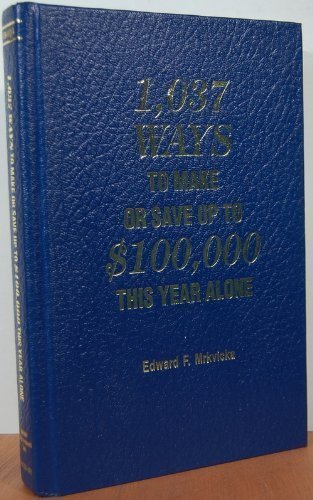 1,037
WAYS
TO MAKE
OR SAVE UP TO
$100,000
THIS YEAR ALONE
Edward F. Mrkvicka
1,037 WAYS TO MAKE OR SAVE UP TO $100,000 THIS YEAR ALONE